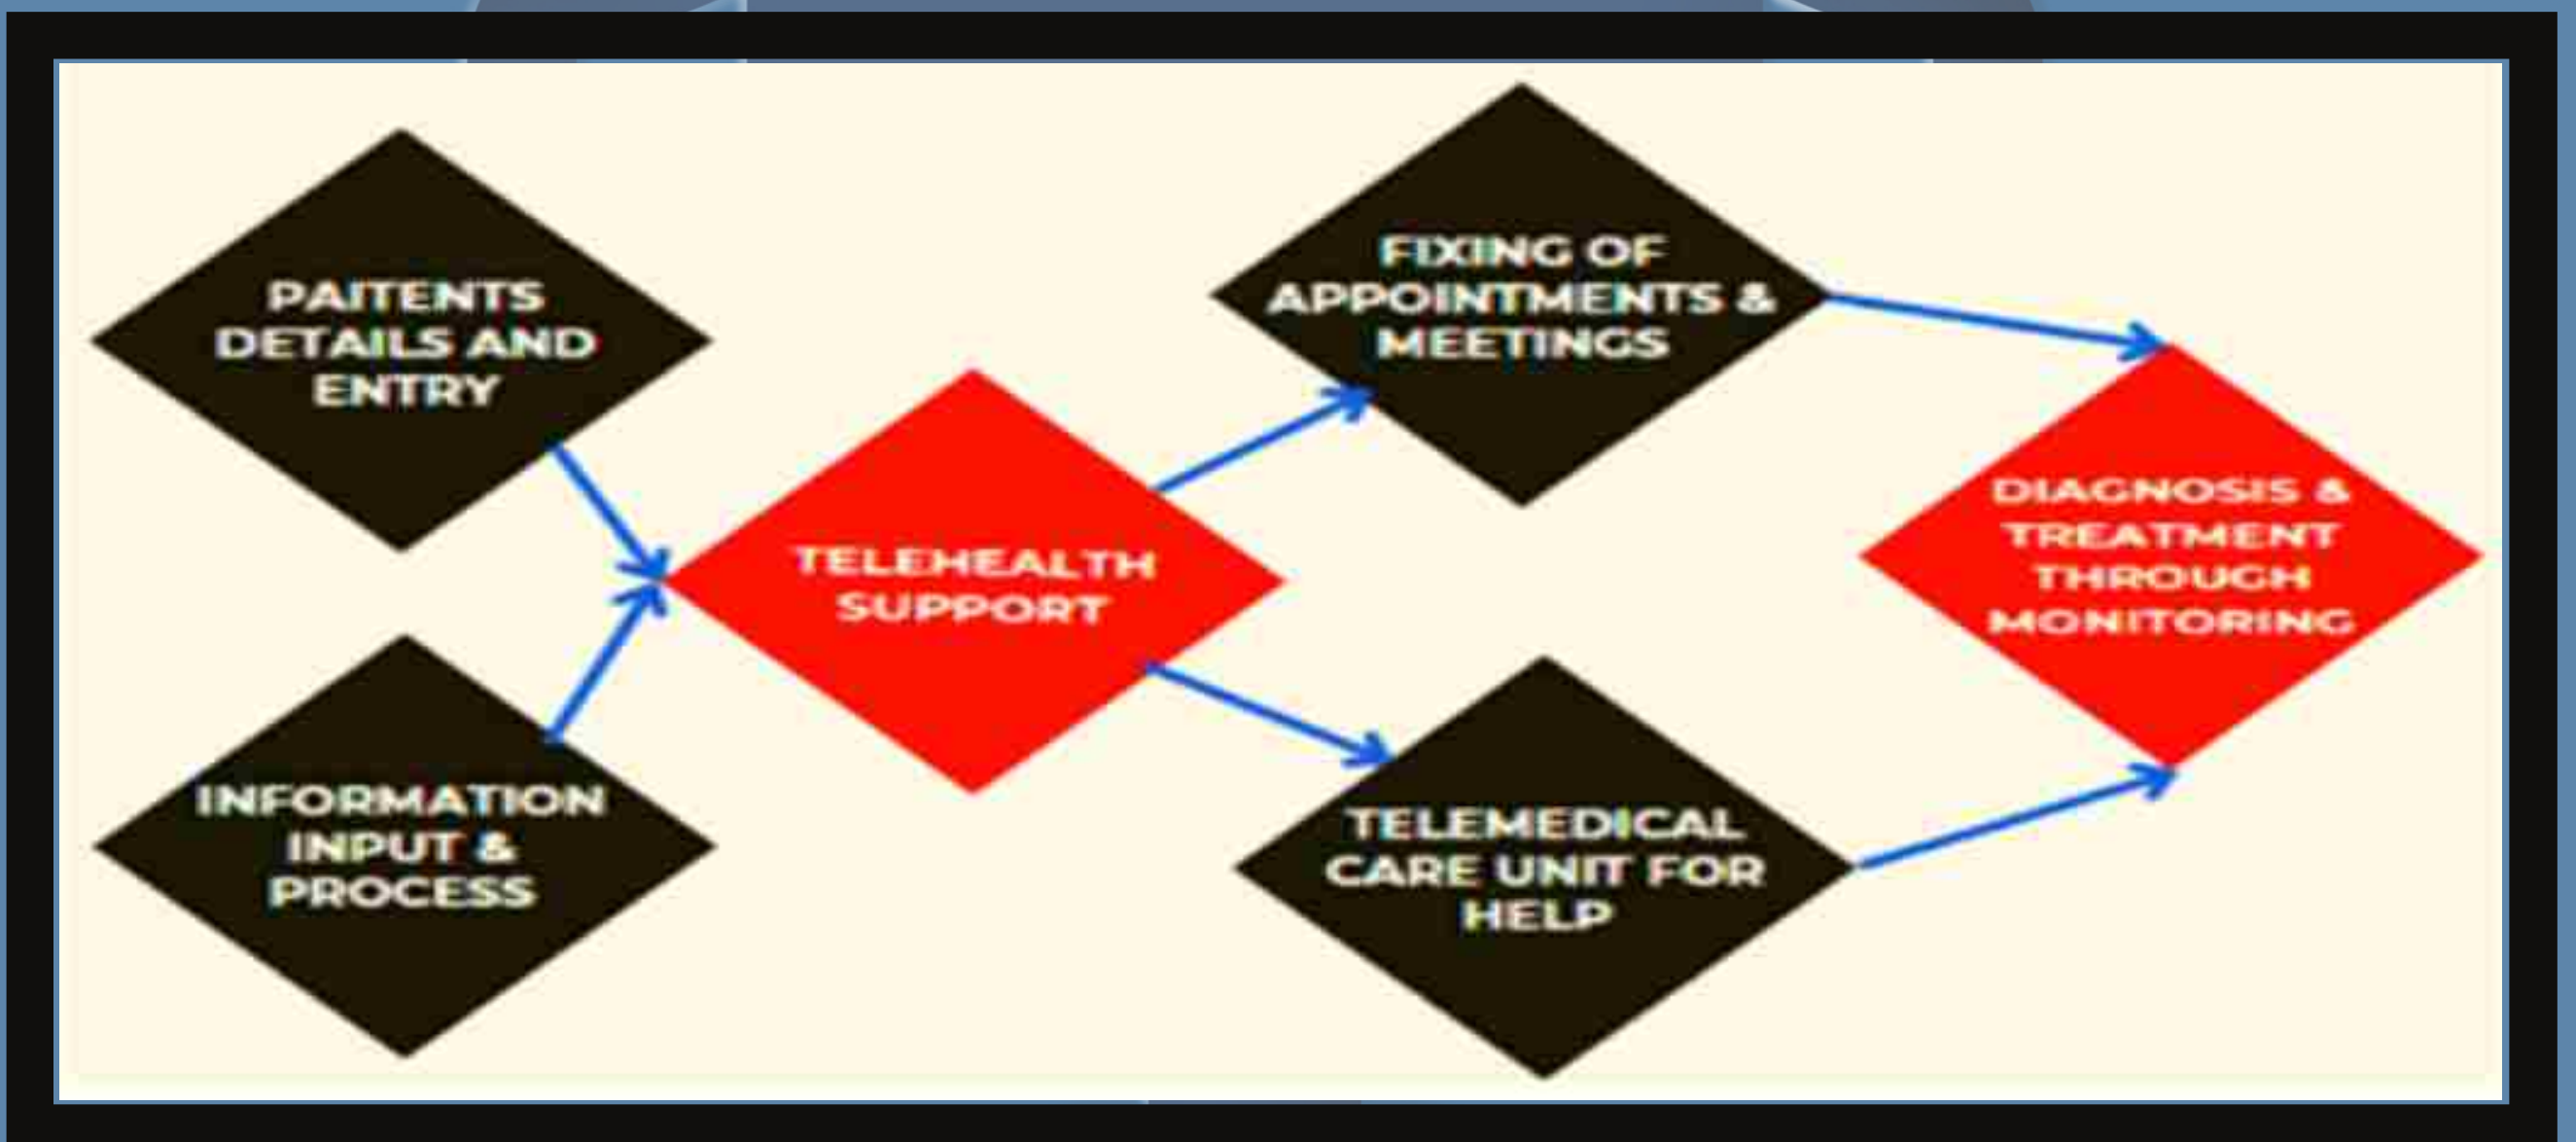 PAITENTS
DETAILS AND
ENTRY
INFORMATION
INPUT &
PROCESS
TELEHEALTH
SUPPORT
FIXING OF
APPOINTMENTS &
MEETINGS
TELEMEDICAL
CARE UNIT FOR
HELP
DIAGNOSIS &
TREATMENT
THROUGH
MONITORING